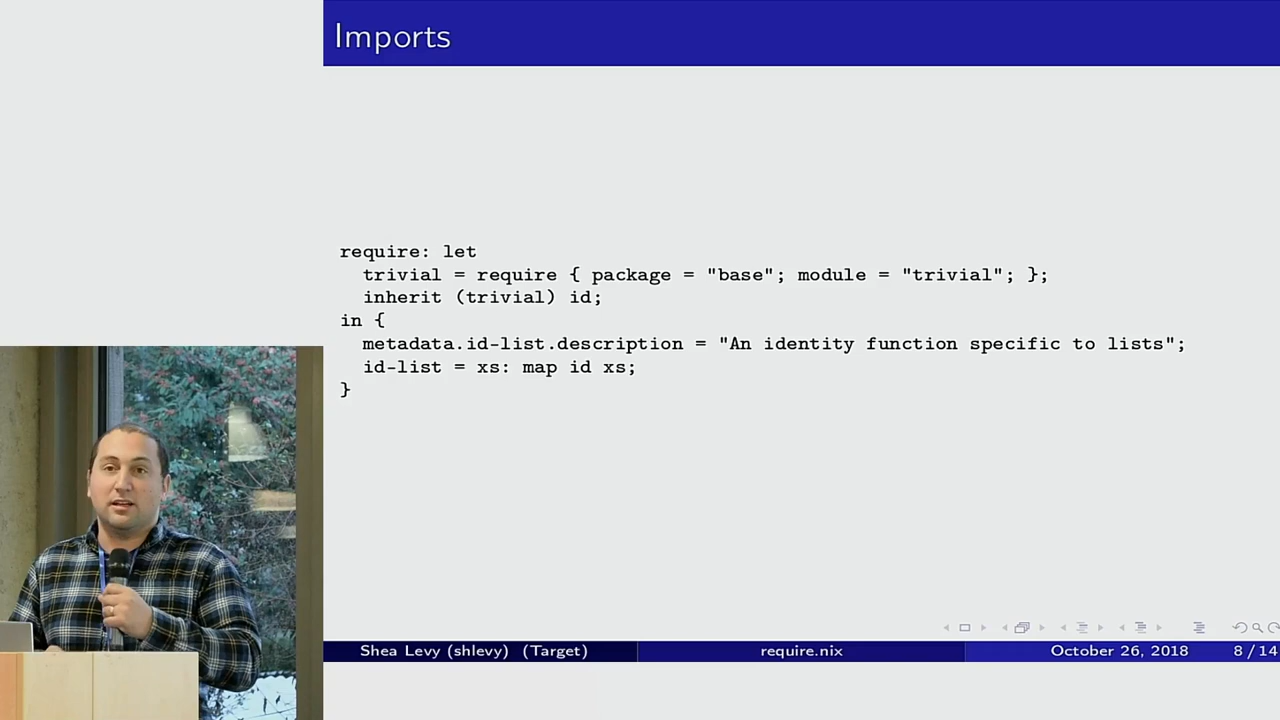 Imports
require: let
  trivial = require { package = "base"; module = "trivial"; };
  inherit (trivial) id;
in {
  metadata.id-list.description = "An identity function specific to lists";
  id-list = xs: map id xs;
}
Shea Levy (shlevy) (Target)
require.nix
October 26, 2018
8 / 14